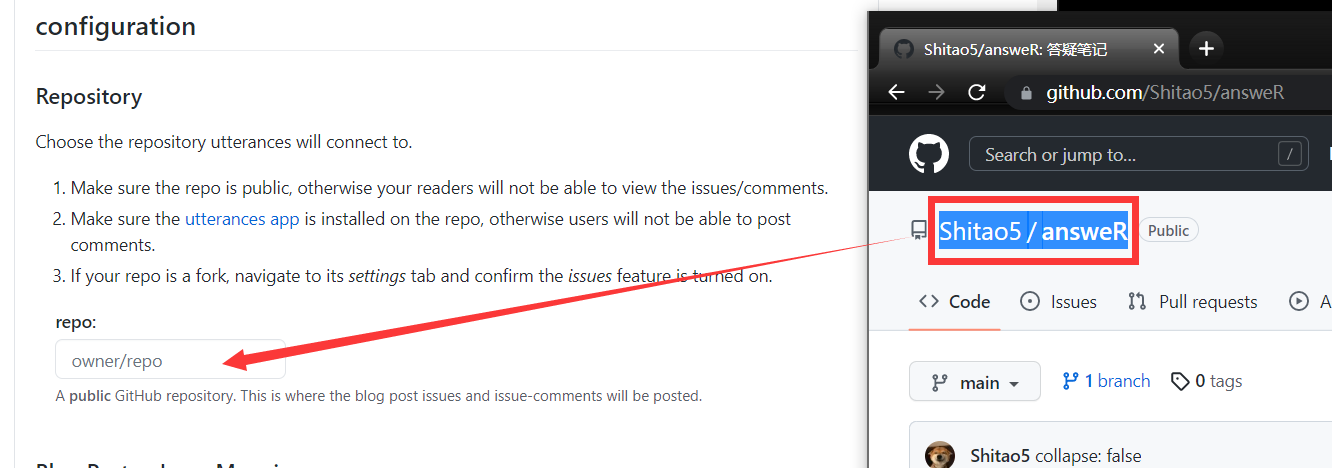 configuration
Repository
Choose the repository utterances will connect to.
1. Make sure the repo is public, otherwise your readers will not be able to view the issues/comments.
2. Make sure the utterances app is installed on the repo, otherwise users will not be able to post
comments.
3. If your repo is a fork, navigate to its settings tab and confirm the issues feature is turned on.
repo:
owner/repo
A public GitHub repository. This is where the blog post issues and issue-comments will be posted.
Shitao5/answeR: 答疑笔记
github.com/Shitao5/answeR
Search or jump to... /
Shitao5 / answeR Public
Code Issues Pull requests A
main 1 branch 0 tags
Shitao5 collapse: false